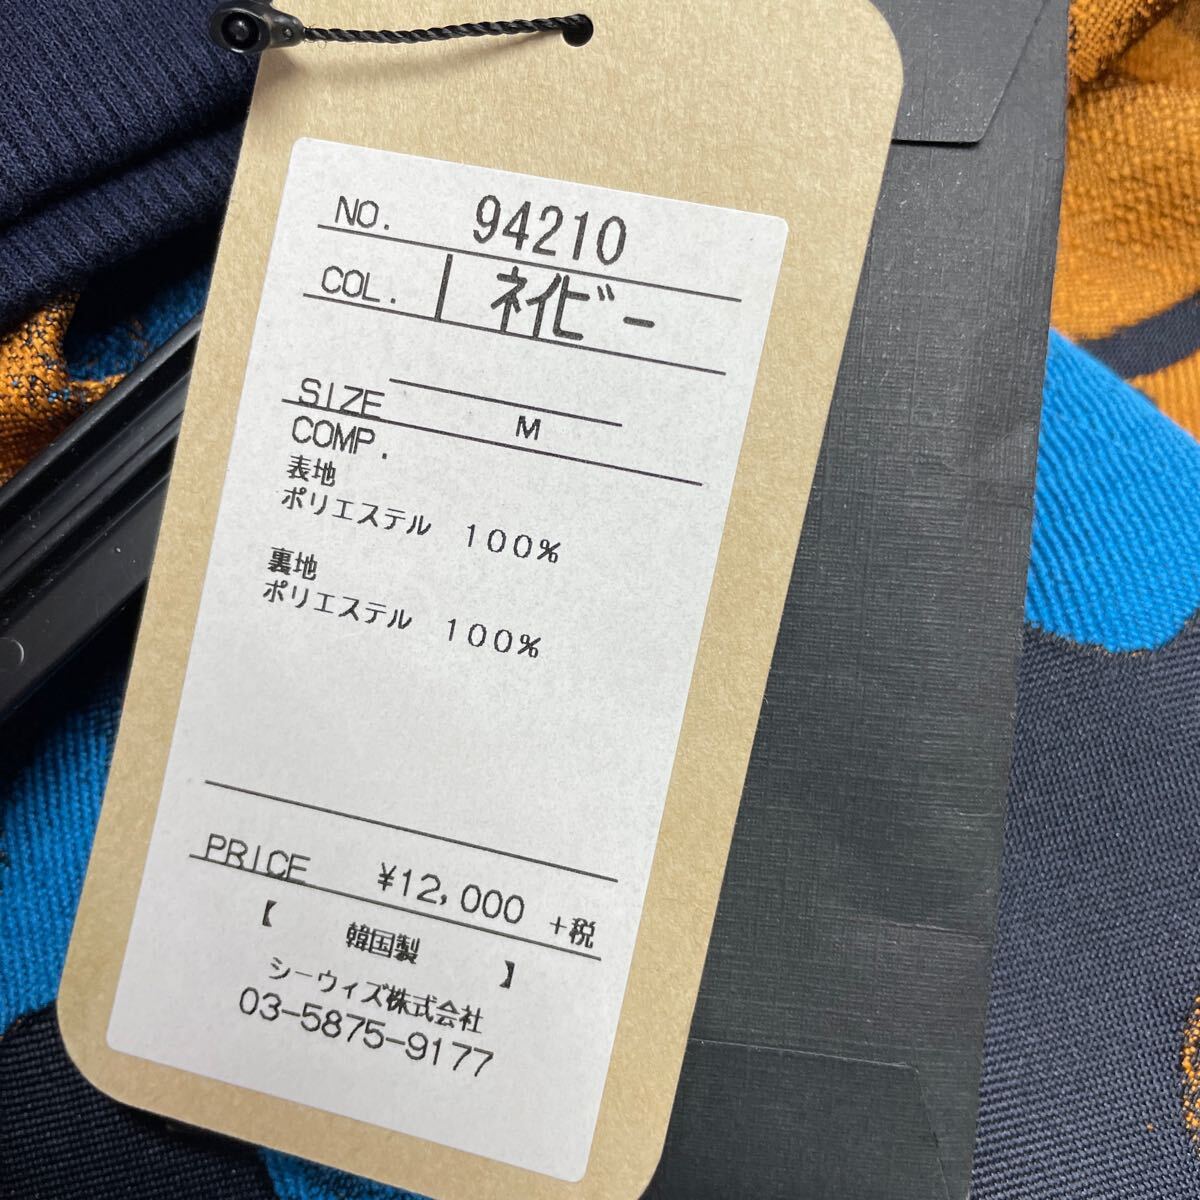 NO. 94210
COL. | ネイビー
SIZE M
COMP.
表地
ポリエステル 100%
裏地
ポリエステル 100%
PRICE ¥12,000 +税
【 韓国製 】
シーウィズ株式会社
03-5875-9177